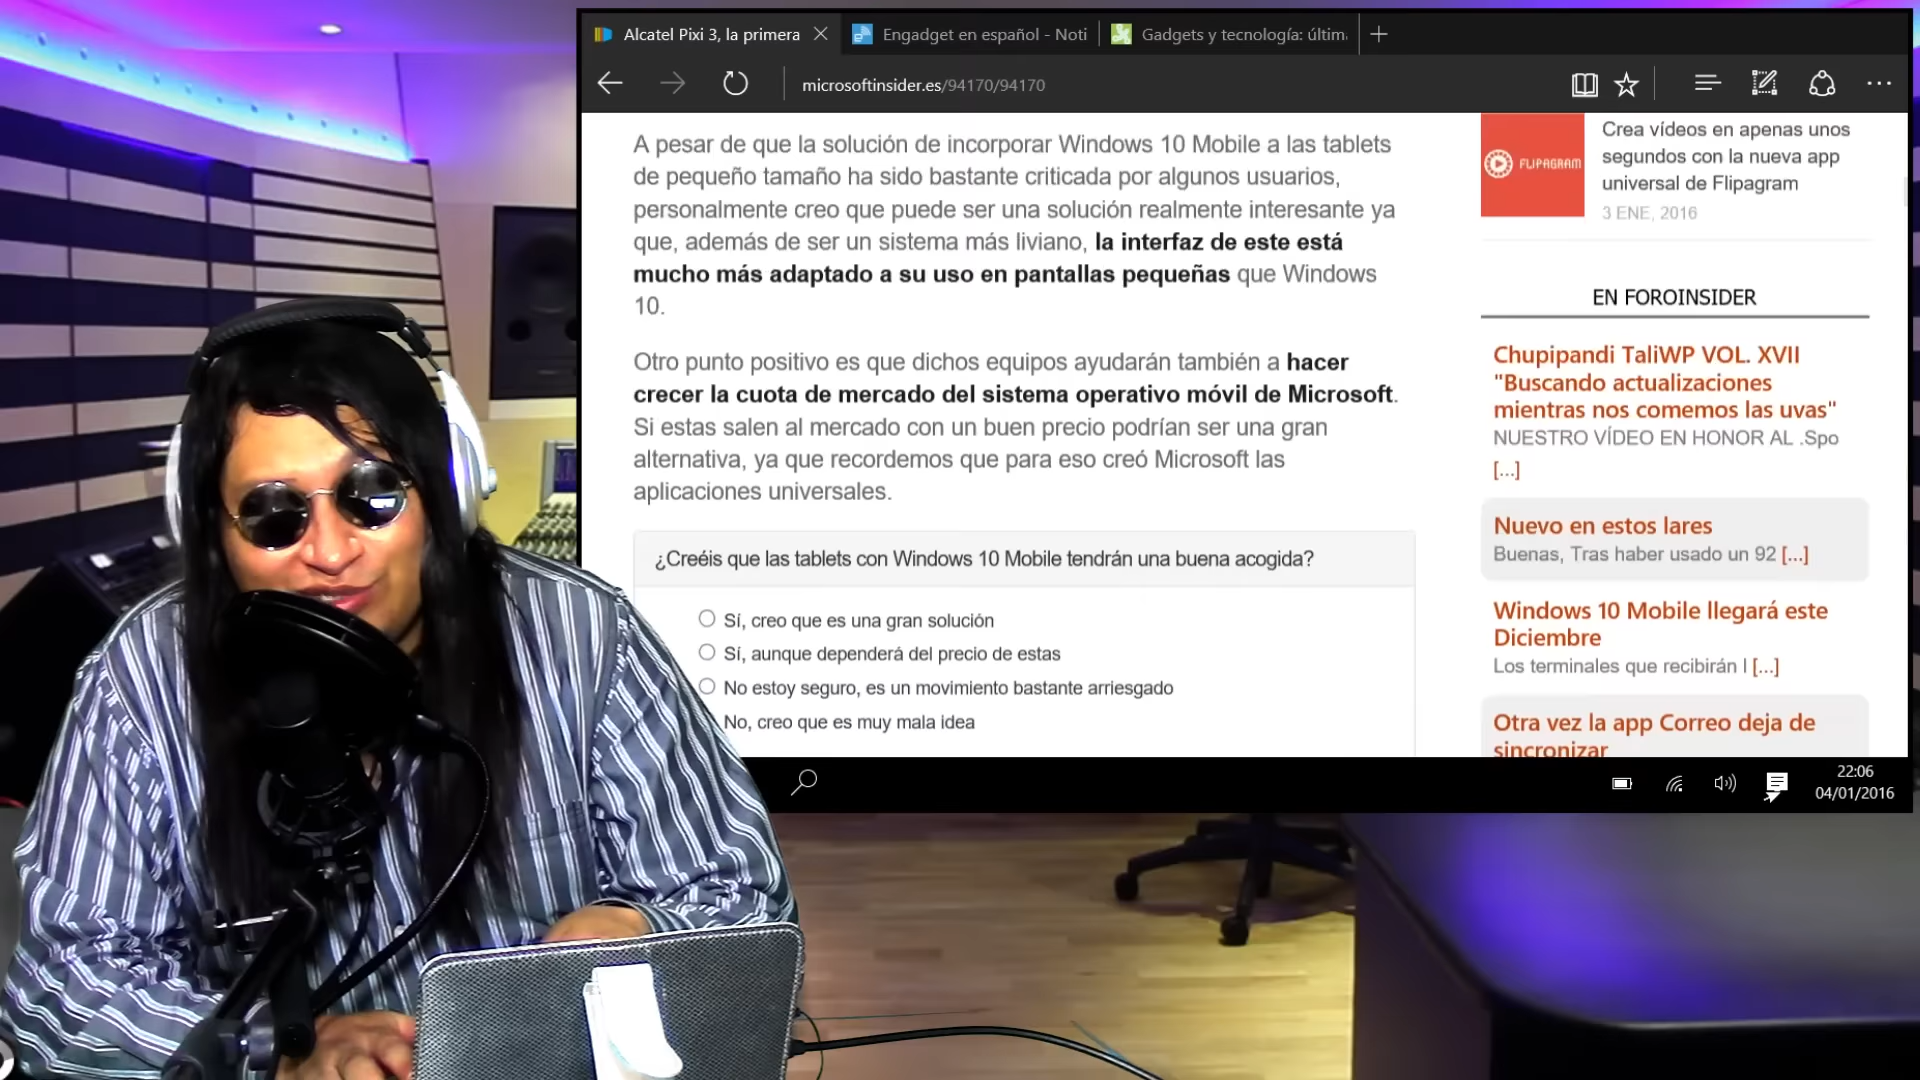 Alcatel Pixi 3, la primera
Engadget en español - Noti
Gadgets y tecnología: últim
microsoftinsider.es/94170/94170
A pesar de que la solución de incorporar Windows 10 Mobile a las tablets
de pequeño tamaño ha sido bastante criticada por algunos usuarios,
personalmente creo que puede ser una solución realmente interesante ya
que, además de ser un sistema más liviano, la interfaz de este está
mucho más adaptado a su uso en pantallas pequeñas que Windows
10.
Otro punto positivo es que dichos equipos ayudarán también a hacer
crecer la cuota de mercado del sistema operativo móvil de Microsoft.
Si estas salen al mercado con un buen precio podrían ser una gran
alternativa, ya que recordemos que para eso creó Microsoft las
aplicaciones universales.
¿Creéis que las tablets con Windows 10 Mobile tendrán una buena acogida?
Sí, creo que es una gran solución
Sí, aunque dependerá del precio de estas
No estoy seguro, es un movimiento bastante arriesgado
No, creo que es muy mala idea
FLIPAGRAM
Crea vídeos en apenas unos
segundos con la nueva app
universal de Flipagram
3 ENE, 2016
EN FOROINSIDER
Chupipandi TaliWP VOL. XVII
"Buscando actualizaciones
mientras nos comemos las uvas"
NUESTRO VÍDEO EN HONOR AL .Spo
[...]
Nuevo en estos lares
Buenas, Tras haber usado un 92 [...]
Windows 10 Mobile llegará este
Diciembre
Los terminales que recibirán l [...]
Otra vez la app Correo deja de
sincronizar
22:06
04/01/2016